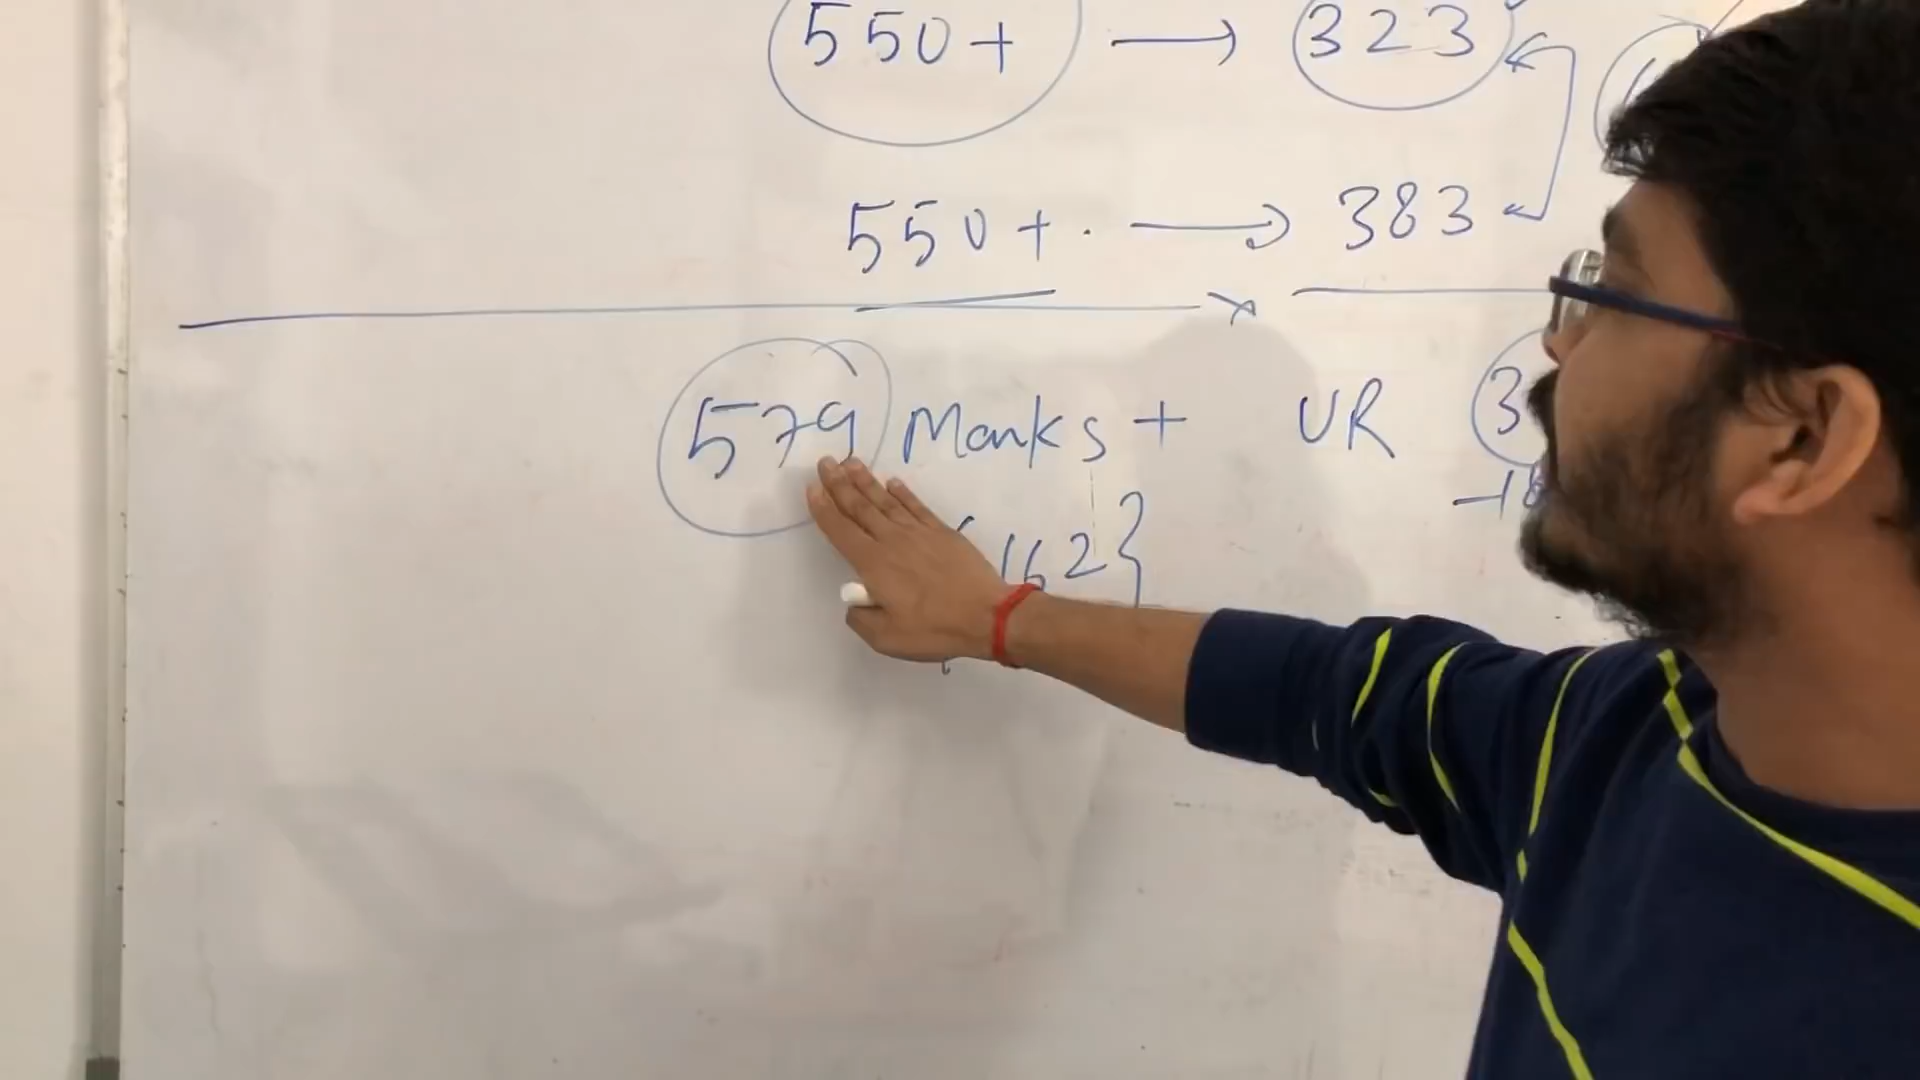 550+ → 323
550+. → 383
579 Marks + UR
162}